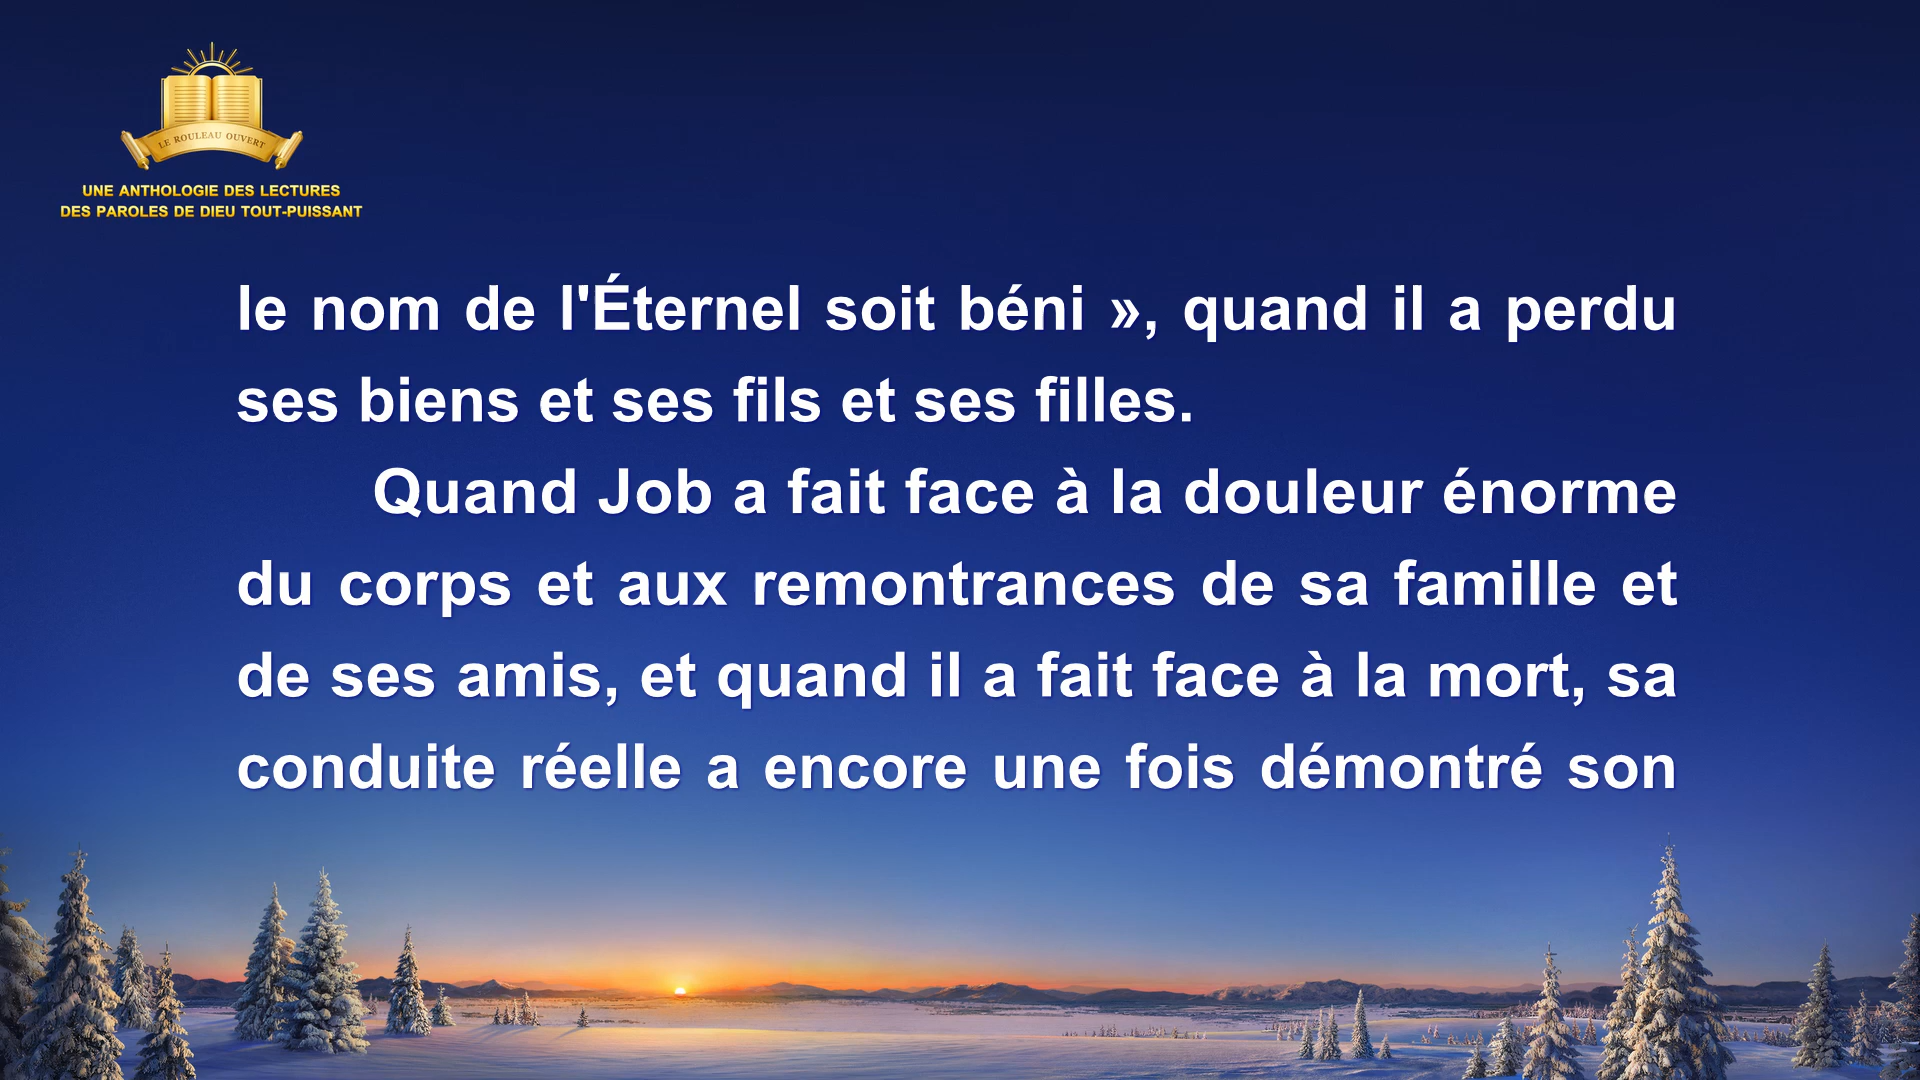 LE ROULEAU OUVERT
UNE ANTHOLOGIE DES LECTURES
DES PAROLES DE DIEU TOUT-PUISSANT
le nom de l'Éternel soit béni », quand il a perdu
ses biens et ses fils et ses filles.
Quand Job a fait face à la douleur énorme
du corps et aux remontrances de sa famille et
de ses amis, et quand il a fait face à la mort, sa
conduite réelle a encore une fois démontré son